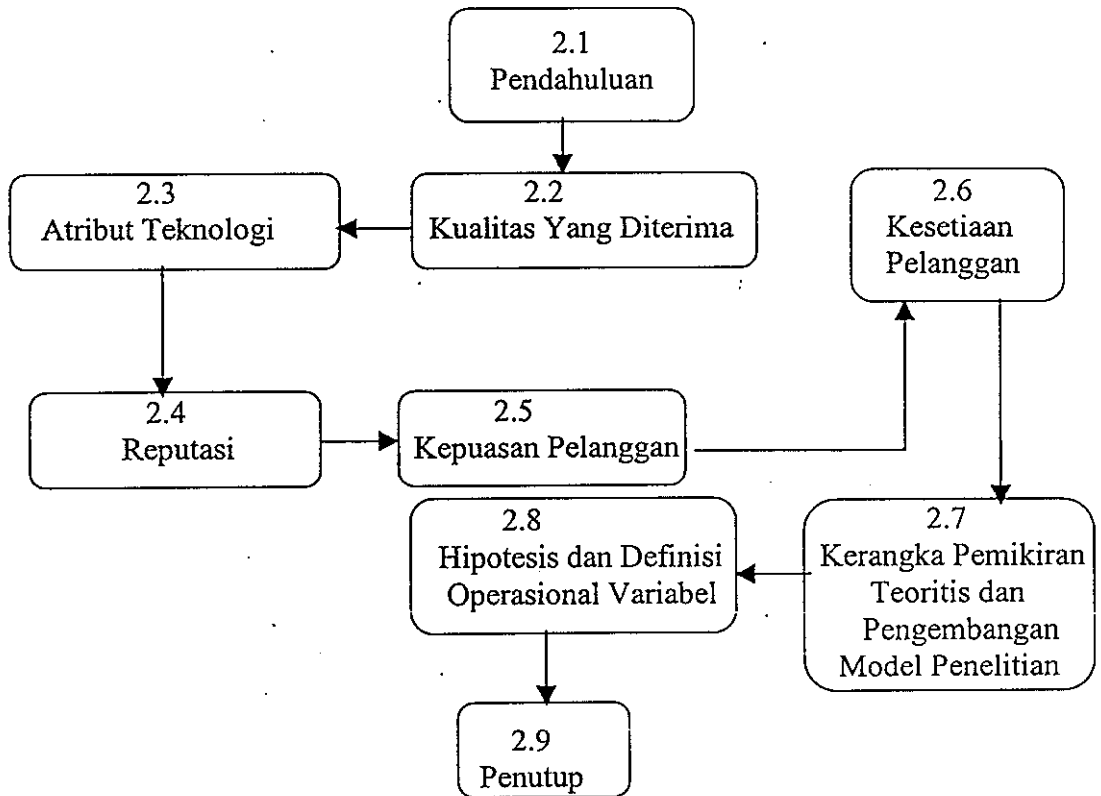 2.1
Pendahuluan
2.2
Kualitas Yang Diterima
2.3
Atribut Teknologi
2.4
Reputasi
2.5
Kepuasan Pelanggan
2.6
Kesetiaan
Pelanggan
2.7
Kerangka Pemikiran
Teoritis dan
Pengembangan
Model Penelitian
2.8
Hipotesis dan Definisi
Operasional Variabel
2.9
Penutup